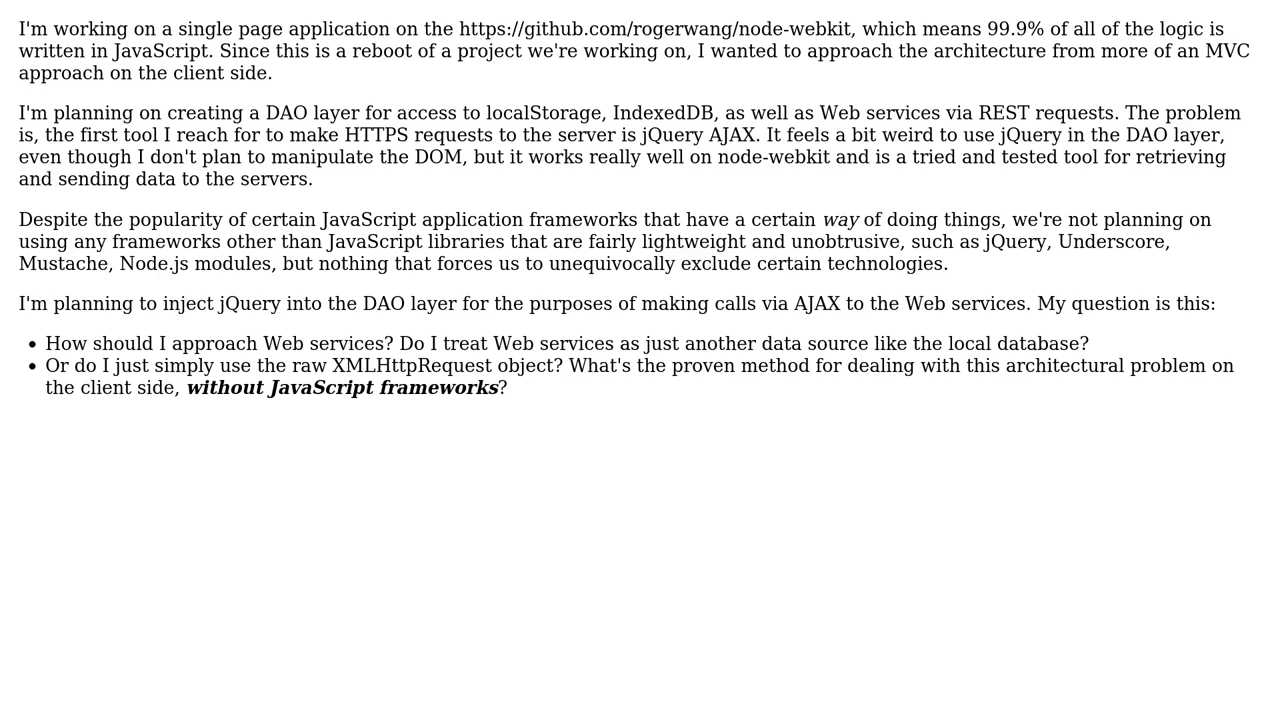 I'm working on a single page application on the https://github.com/rogerwang/node-webkit, which means 99.9% of all of the logic is
written in JavaScript. Since this is a reboot of a project we're working on, I wanted to approach the architecture from more of an MVC
approach on the client side.
I'm planning on creating a DAO layer for access to localStorage, IndexedDB, as well as Web services via REST requests. The problem
is, the first tool I reach for to make HTTPS requests to the server is jQuery AJAX. It feels a bit weird to use jQuery in the DAO layer,
even though I don't plan to manipulate the DOM, but it works really well on node-webkit and is a tried and tested tool for retrieving
and sending data to the servers.
Despite the popularity of certain JavaScript application frameworks that have a certain way of doing things, we're not planning on
using any frameworks other than JavaScript libraries that are fairly lightweight and unobtrusive, such as jQuery, Underscore,
Mustache, Node.js modules, but nothing that forces us to unequivocally exclude certain technologies.
I'm planning to inject jQuery into the DAO layer for the purposes of making calls via AJAX to the Web services. My question is this:
• How should I approach Web services? Do I treat Web services as just another data source like the local database?
• Or do I just simply use the raw XMLHttpRequest object? What's the proven method for dealing with this architectural problem on
the client side, without JavaScript frameworks?